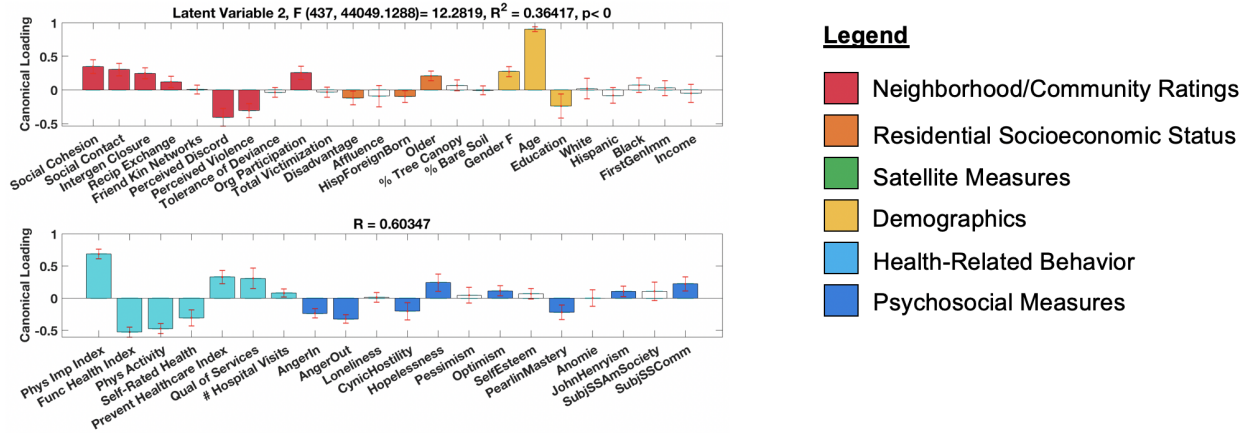 Latent Variable 2, F (437, 44049.1288)= 12.2819, R² = 0.36417, p< 0
Canonical Loading
1
0.5
0
-0.5
Social Cohesion
Social Contact
Intergen Closure
Recip Exchange
Friend Kin Networks
Perceived Discord
Perceived Violence
Tolerance of Deviance
Org Participation
Total Victimization
Disadvantage
Affluence
HispForeignBorn
Older
% Tree Canopy
% Bare Soil
Gender F
Age
Education
White
Hispanic
Black
FirstGenImm
Income
R = 0.60347
Canonical Loading
1
0.5
0
-0.5
Phys Imp Index
Func Health Index
Phys Activity
Self-Rated Health
Prevent Healthcare Index
Qual of Services
# Hospital Visits
AngerIn
AngerOut
Loneliness
CynicHostility
Hopelessness
Pessimism
Optimism
SelfEsteem
PearlinMastery
Anomie
JohnHenryism
SubjSSAmSociety
SubjSSComm
Legend
Neighborhood/Community Ratings
Residential Socioeconomic Status
Satellite Measures
Demographics
Health-Related Behavior
Psychosocial Measures